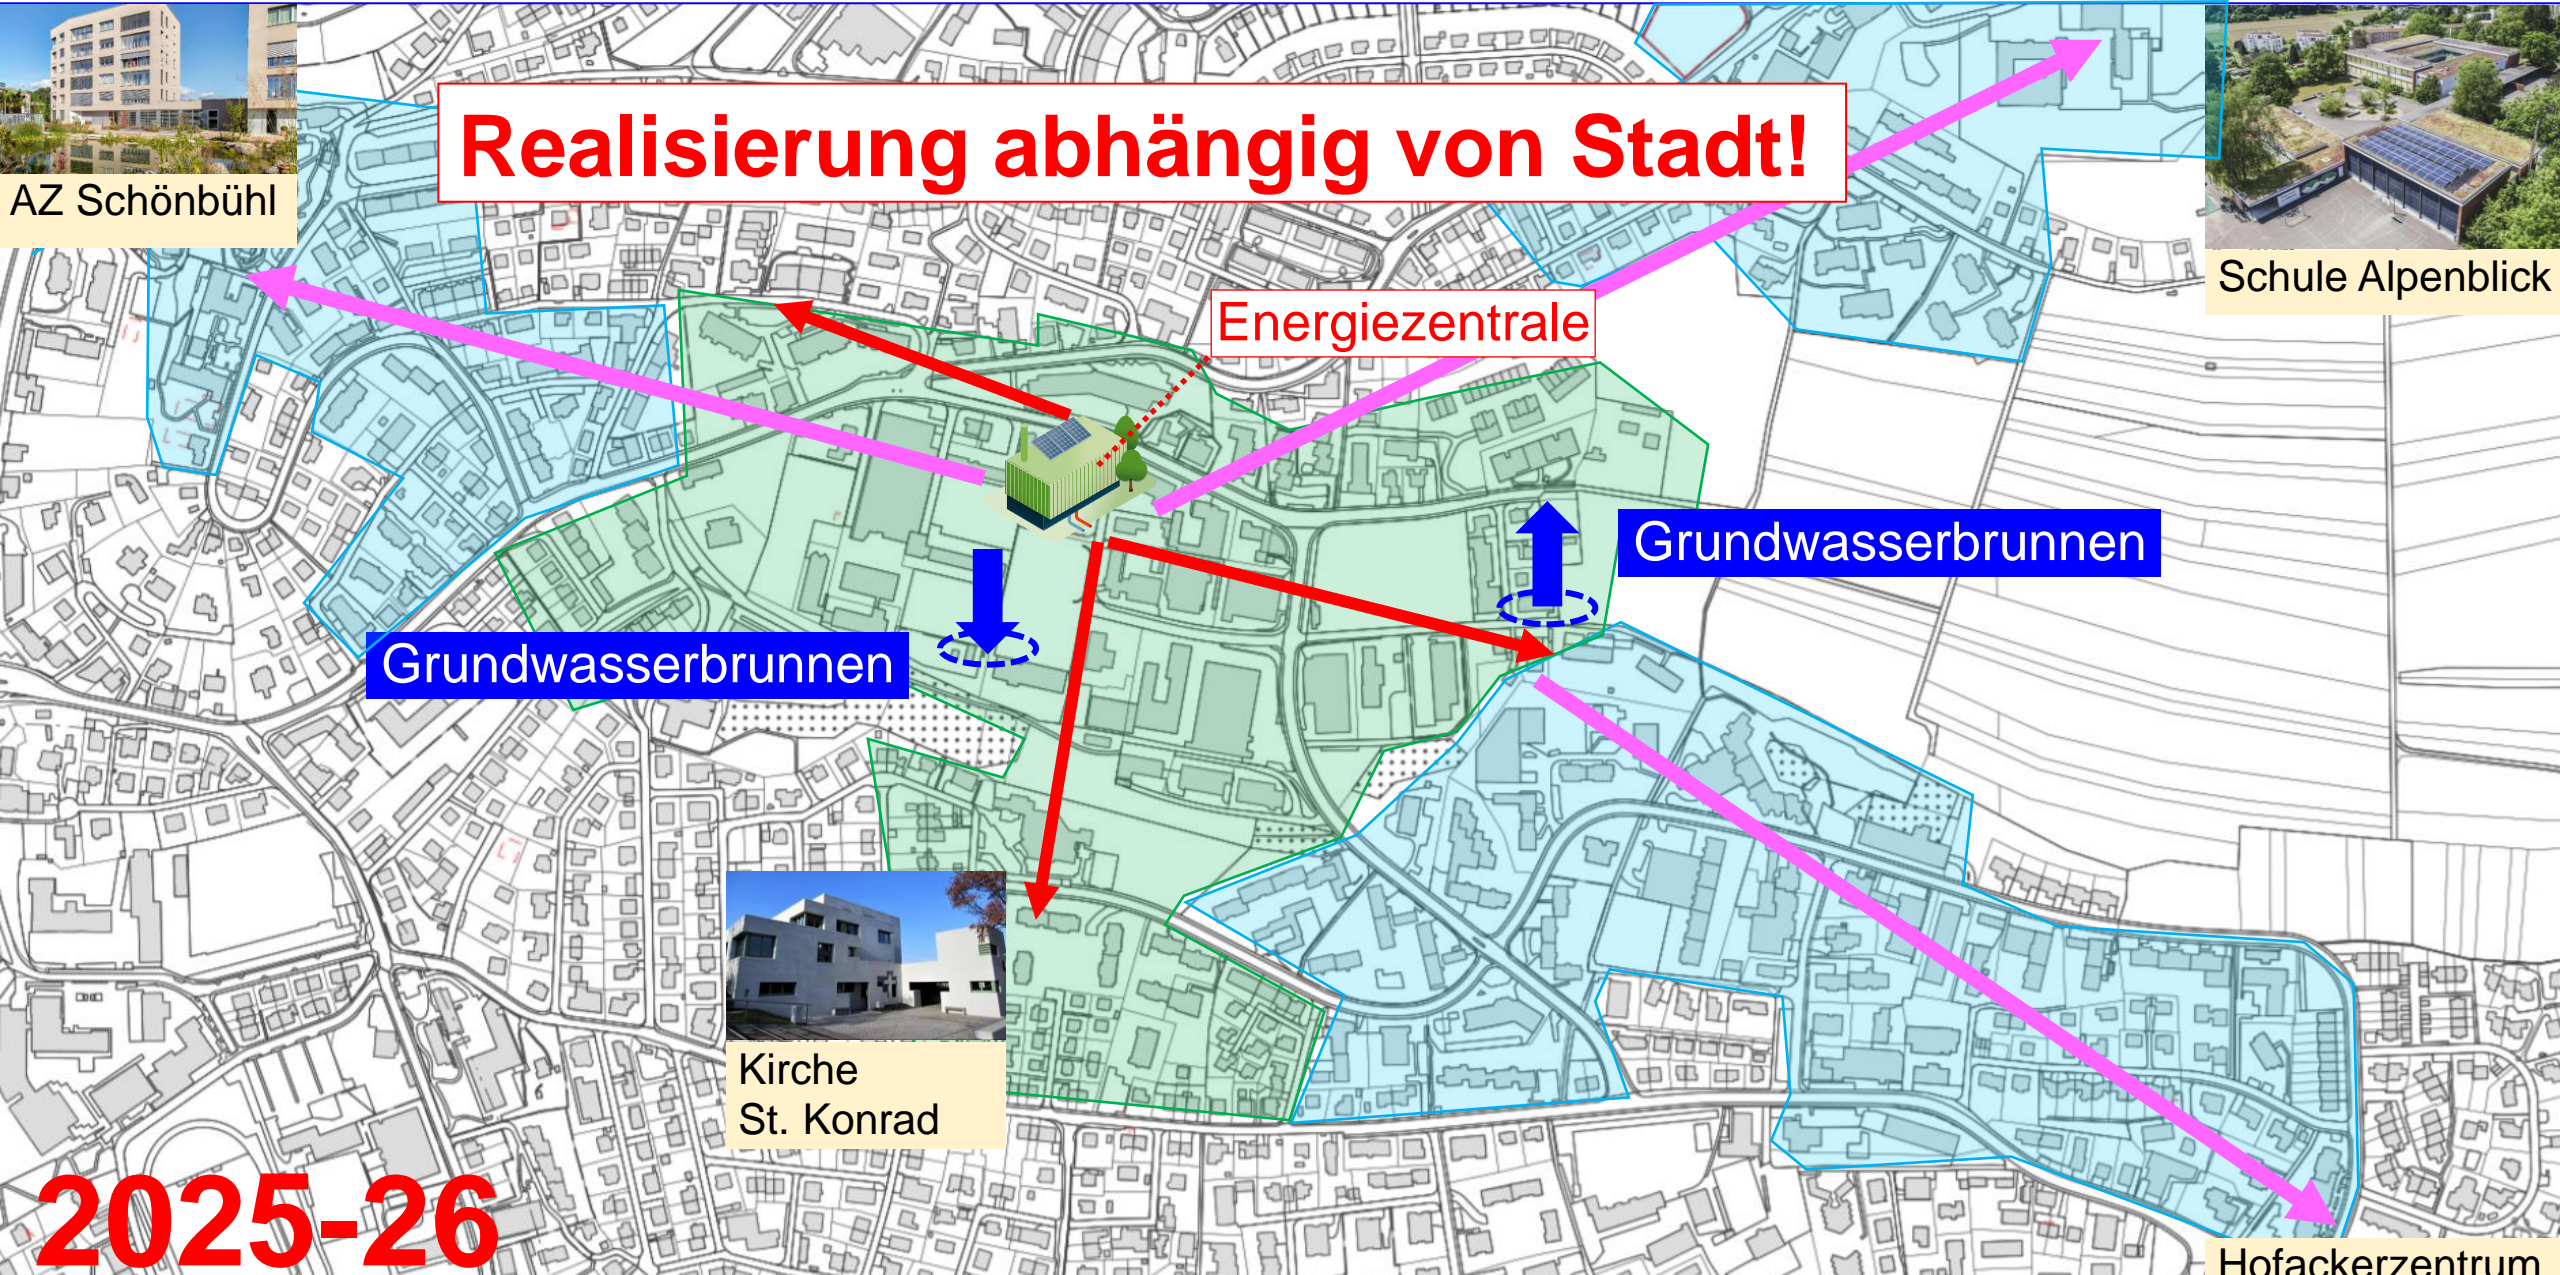 Realisierung abhängig von Stadt!
AZ Schönbühl
Schule Alpenblick
Energiezentrale
Grundwasserbrunnen
Grundwasserbrunnen
Kirche
St. Konrad
2025-26
Hofackerzentrum